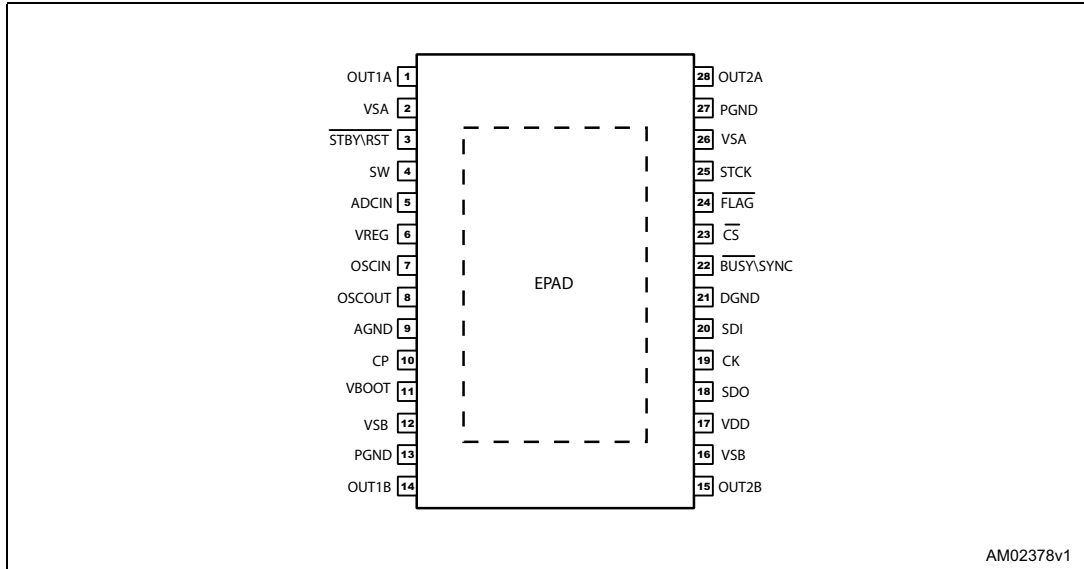 OUT1A 1
VSA 2
STBY\RST 3
SW 4
ADCIN 5
VREG 6
OSCIN 7
OSCOUT 8
AGND 9
CP 10
VBOOT 11
VSB 12
PGND 13
OUT1B 14
EPAD
28 OUT2A
27 PGND
26 VSA
25 STCK
24 FLAG
23 CS
22 BUSY\SYNC
21 DGND
20 SDI
19 CK
18 SDO
17 VDD
16 VSB
15 OUT2B
AM02378v1